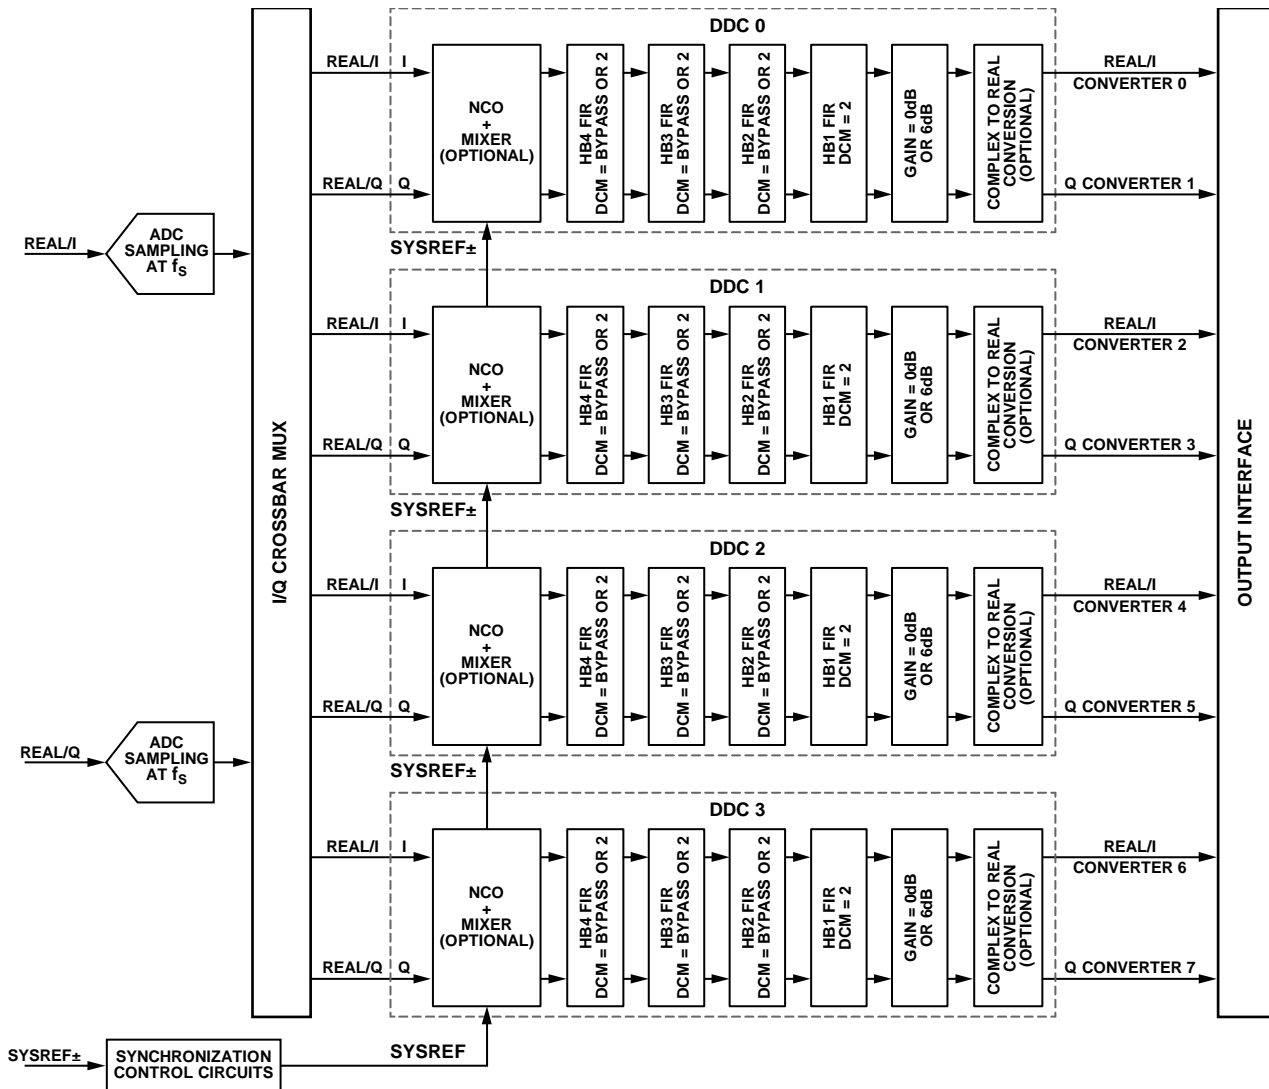 REAL/I
ADC
SAMPLING
AT fS
REAL/Q
ADC
SAMPLING
AT fS
SYSREF±
SYNCHRONIZATION
CONTROL CIRCUITS
SYSREF
I/Q CROSSBAR MUX
DDC 0
REAL/I I
REAL/Q Q
NCO
+
MIXER
(OPTIONAL)
HB4 FIR
DCM = BYPASS OR 2
HB3 FIR
DCM = BYPASS OR 2
HB2 FIR
DCM = BYPASS OR 2
HB1 FIR
DCM = 2
GAIN = 0dB
OR 6dB
COMPLEX TO REAL
CONVERSION
(OPTIONAL)
REAL/I
CONVERTER 0
Q CONVERTER 1
SYSREF±
DDC 1
REAL/I I
REAL/Q Q
NCO
+
MIXER
(OPTIONAL)
HB4 FIR
DCM = BYPASS OR 2
HB3 FIR
DCM = BYPASS OR 2
HB2 FIR
DCM = BYPASS OR 2
HB1 FIR
DCM = 2
GAIN = 0dB
OR 6dB
COMPLEX TO REAL
CONVERSION
(OPTIONAL)
REAL/I
CONVERTER 2
Q CONVERTER 3
SYSREF±
DDC 2
REAL/I I
REAL/Q Q
NCO
+
MIXER
(OPTIONAL)
HB4 FIR
DCM = BYPASS OR 2
HB3 FIR
DCM = BYPASS OR 2
HB2 FIR
DCM = BYPASS OR 2
HB1 FIR
DCM = 2
GAIN = 0dB
OR 6dB
COMPLEX TO REAL
CONVERSION
(OPTIONAL)
REAL/I
CONVERTER 4
Q CONVERTER 5
SYSREF±
DDC 3
REAL/I I
REAL/Q Q
NCO
+
MIXER
(OPTIONAL)
HB4 FIR
DCM = BYPASS OR 2
HB3 FIR
DCM = BYPASS OR 2
HB2 FIR
DCM = BYPASS OR 2
HB1 FIR
DCM = 2
GAIN = 0dB
OR 6dB
COMPLEX TO REAL
CONVERSION
(OPTIONAL)
REAL/I
CONVERTER 6
Q CONVERTER 7
OUTPUT INTERFACE